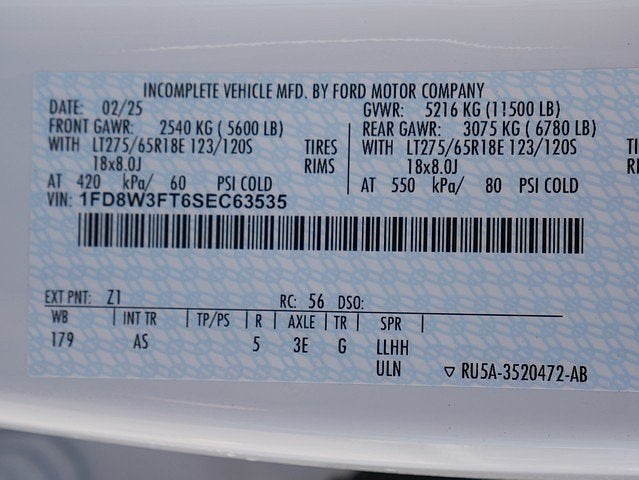 INCOMPLETE VEHICLE MFD. BY FORD MOTOR COMPANY
DATE: 02/25 GVWR: 5216 KG (11500 LB)
FRONT GAWR: 2540 KG ( 5600 LB) REAR GAWR: 3075 KG ( 6780 LB)
WITH LT275/65R18E 123/120S TIRES WITH LT275/65R18E 123/120S TI
18x8.0J RIMS 18x8.0J RI
AT 420 kPa/ 60 PSI COLD AT 550 kPa/ 80 PSI COLD
VIN: 1FD8W3FT6SEC63535
EXT PNT: Z1 RC: 56 DSO:
WB | INT TR | TP/PS | R | AXLE | TR | SPR |
179 AS 5 3E G LLHH
ULN ▽ RU5A-3520472-AB